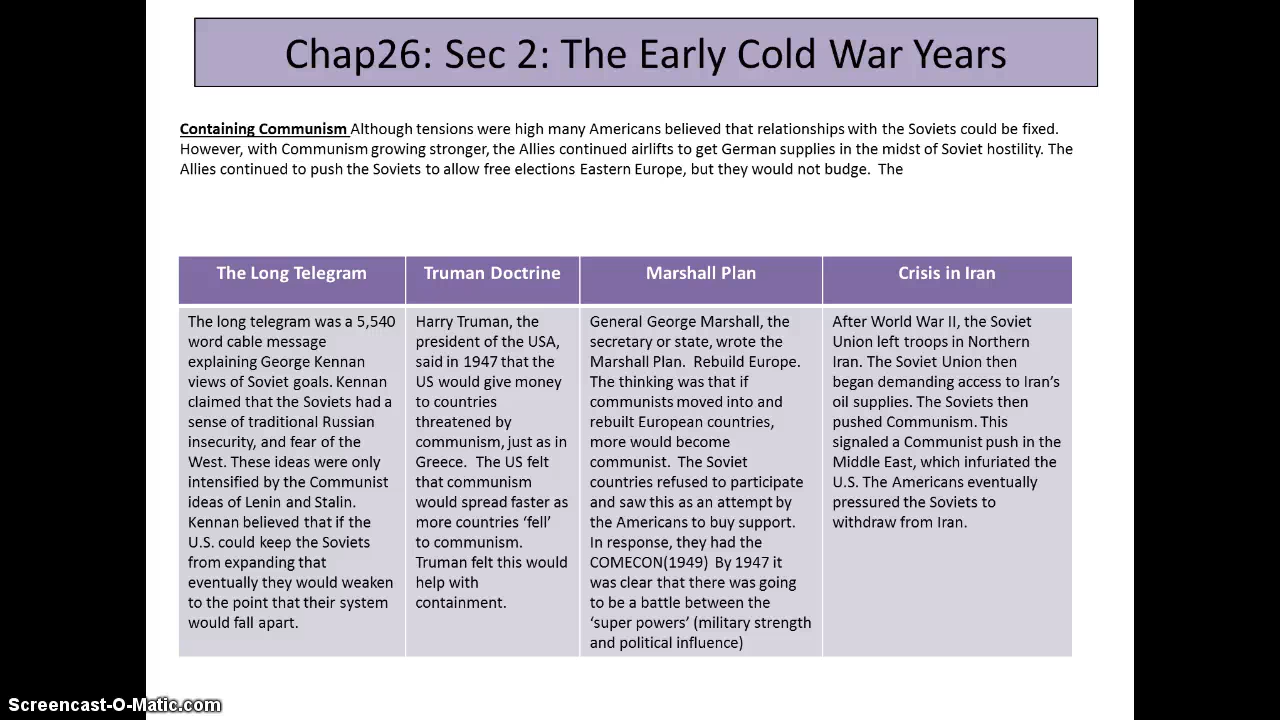 Chap26: Sec 2: The Early Cold War Years
Containing Communism Although tensions were high many Americans believed that relationships with the Soviets could be fixed.
However, with Communism growing stronger, the Allies continued airlifts to get German supplies in the midst of Soviet hostility. The
Allies continued to push the Soviets to allow free elections Eastern Europe, but they would not budge.  The
The Long Telegram
The long telegram was a 5,540
word cable message
explaining George Kennan
views of Soviet goals. Kennan
claimed that the Soviets had a
sense of traditional Russian
insecurity, and fear of the
West. These ideas were only
intensified by the Communist
ideas of Lenin and Stalin.
Kennan believed that if the
U.S. could keep the Soviets
from expanding that
eventually they would weaken
to the point that their system
would fall apart.
Truman Doctrine
Harry Truman, the
president of the USA,
said in 1947 that the
US would give money
to countries
threatened by
communism, just as in
Greece.  The US felt
that communism
would spread faster as
more countries ‘fell’
to communism.
Truman felt this would
help with
containment.
Marshall Plan
General George Marshall, the
secretary or state, wrote the
Marshall Plan.  Rebuild Europe.
The thinking was that if
communists moved into and
rebuilt European countries,
more would become
communist.  The Soviet
countries refused to participate
and saw this as an attempt by
the Americans to buy support.
In response, they had the
COMECON(1949)  By 1947 it
was clear that there was going
to be a battle between the
‘super powers’ (military strength
and political influence)
Crisis in Iran
After World War II, the Soviet
Union left troops in Northern
Iran. The Soviet Union then
began demanding access to Iran’s
oil supplies. The Soviets then
pushed Communism. This
signaled a Communist push in the
Middle East, which infuriated the
U.S. The Americans eventually
pressured the Soviets to
withdraw from Iran.
Screencast-O-Matic.com